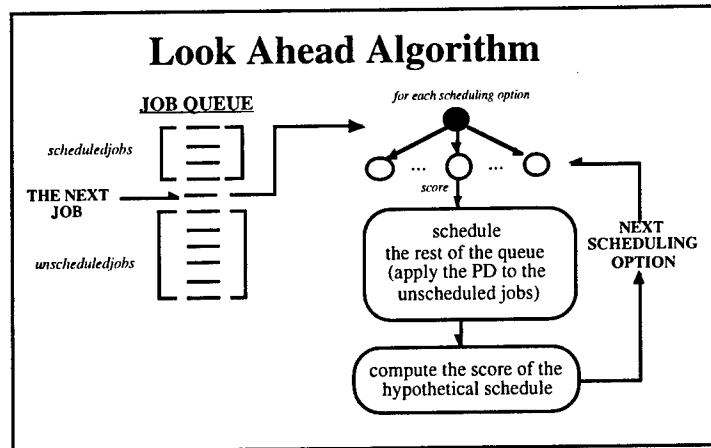 Look Ahead Algorithm
JOB QUEUE
scheduledjobs
THE NEXT
JOB
unscheduledjobs
for each scheduling option
... ...
score
schedule
the rest of the queue
(apply the PD to the
unscheduled jobs)
compute the score of the
hypothetical schedule
NEXT
SCHEDULING
OPTION